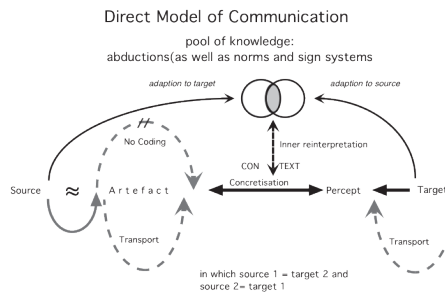 Direct Model of Communication
pool of knowledge:
abductions(as well as norms and sign systems
adaption to target
adaption to source
No Coding
Inner reinterpretation
CON TEXT
Concretisation
Source ≈ Artefact Percept Target
Transport
Transport
in which source 1 = target 2 and
source 2= target 1